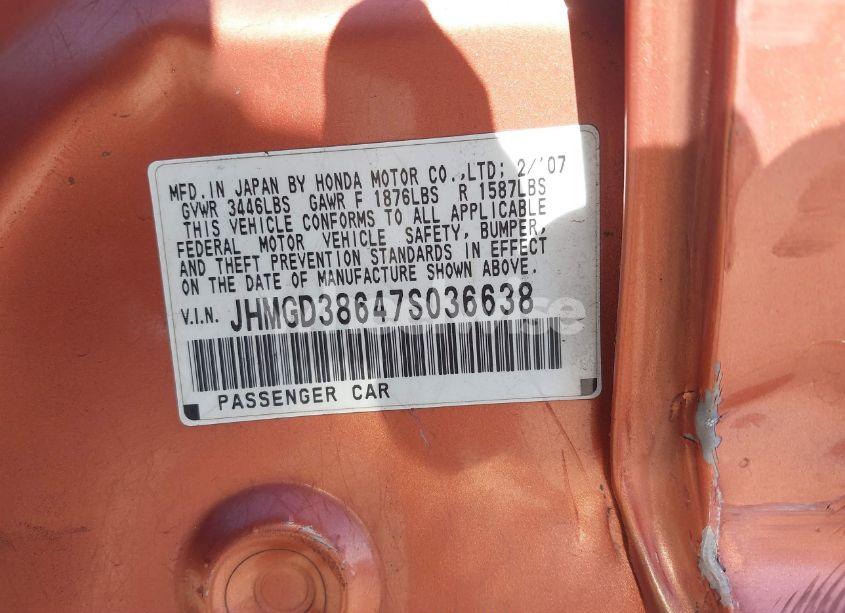 MFD. IN JAPAN BY HONDA MOTOR CO.,LTD; 2/'07
GVWR 3446LBS GAWR F 1876LBS R 1587LBS
THIS VEHICLE CONFORMS TO ALL APPLICABLE
FEDERAL MOTOR VEHICLE SAFETY, BUMPER,
AND THEFT PREVENTION STANDARDS IN EFFECT
ON THE DATE OF MANUFACTURE SHOWN ABOVE.
V.I.N. JHMGD38647S036638
PASSENGER CAR